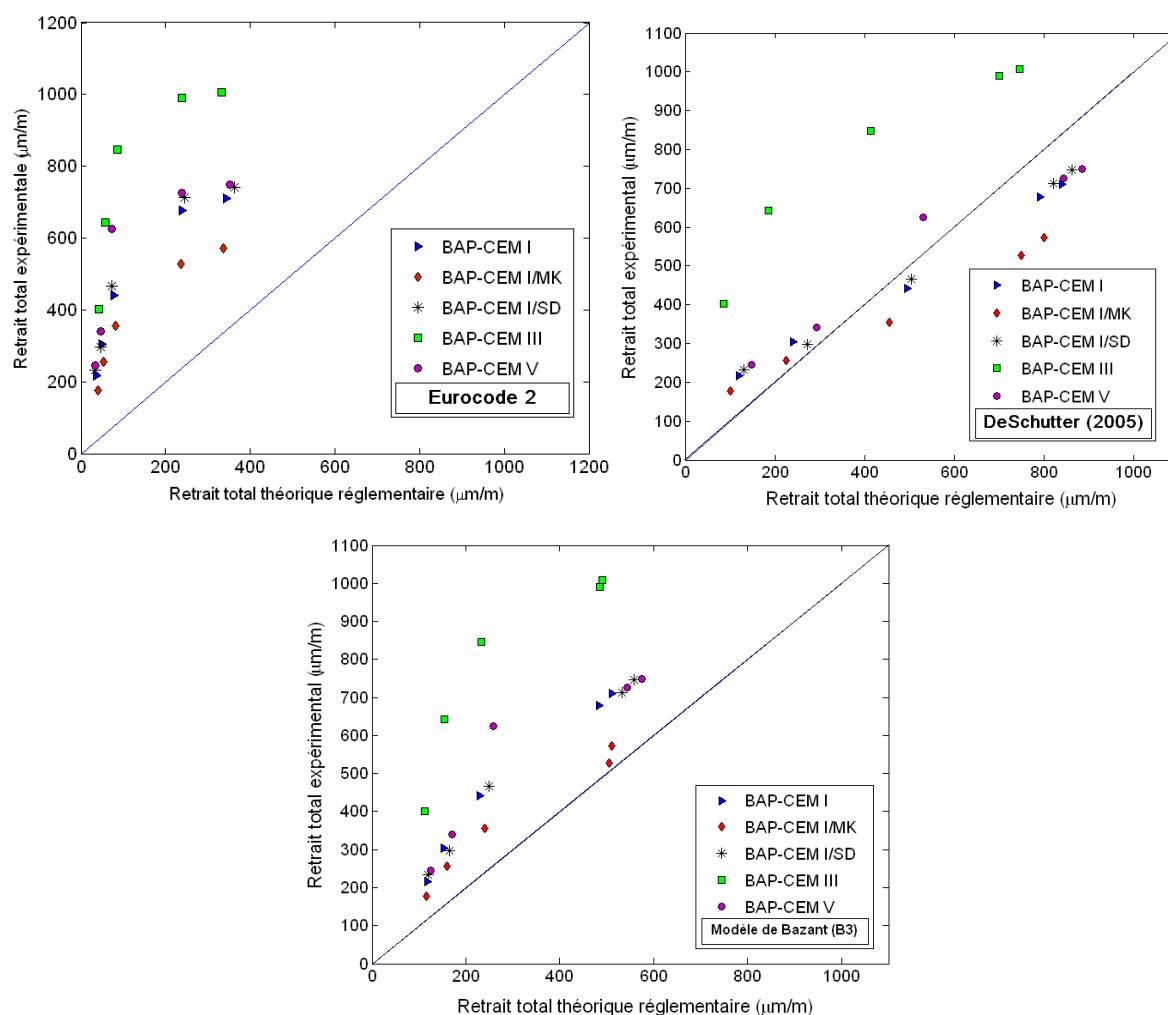 1200
1000
800
600
400
200
0
0 200 400 600 800 1000 1200
Retrait total expérimentale (μm/m)
Retrait total théorique réglementaire (μm/m)
BAP-CEM I
BAP-CEM I/MK
BAP-CEM I/SD
BAP-CEM III
BAP-CEM V
Eurocode 2
1100
1000
900
800
700
600
500
400
300
200
100
0
0 200 400 600 800 1000
Retrait total expérimental (μm/m)
Retrait total théorique réglementaire (μm/m)
BAP-CEM I
BAP-CEM I/MK
BAP-CEM I/SD
BAP-CEM III
BAP-CEM V
DeSchutter (2005)
1100
1000
900
800
700
600
500
400
300
200
100
0
0 200 400 600 800 1000
Retrait total expérimental (μm/m)
Retrait total théorique réglementaire (μm/m)
BAP-CEM I
BAP-CEM I/MK
BAP-CEM I/SD
BAP-CEM III
BAP-CEM V
Modèle de Bazant (B3)